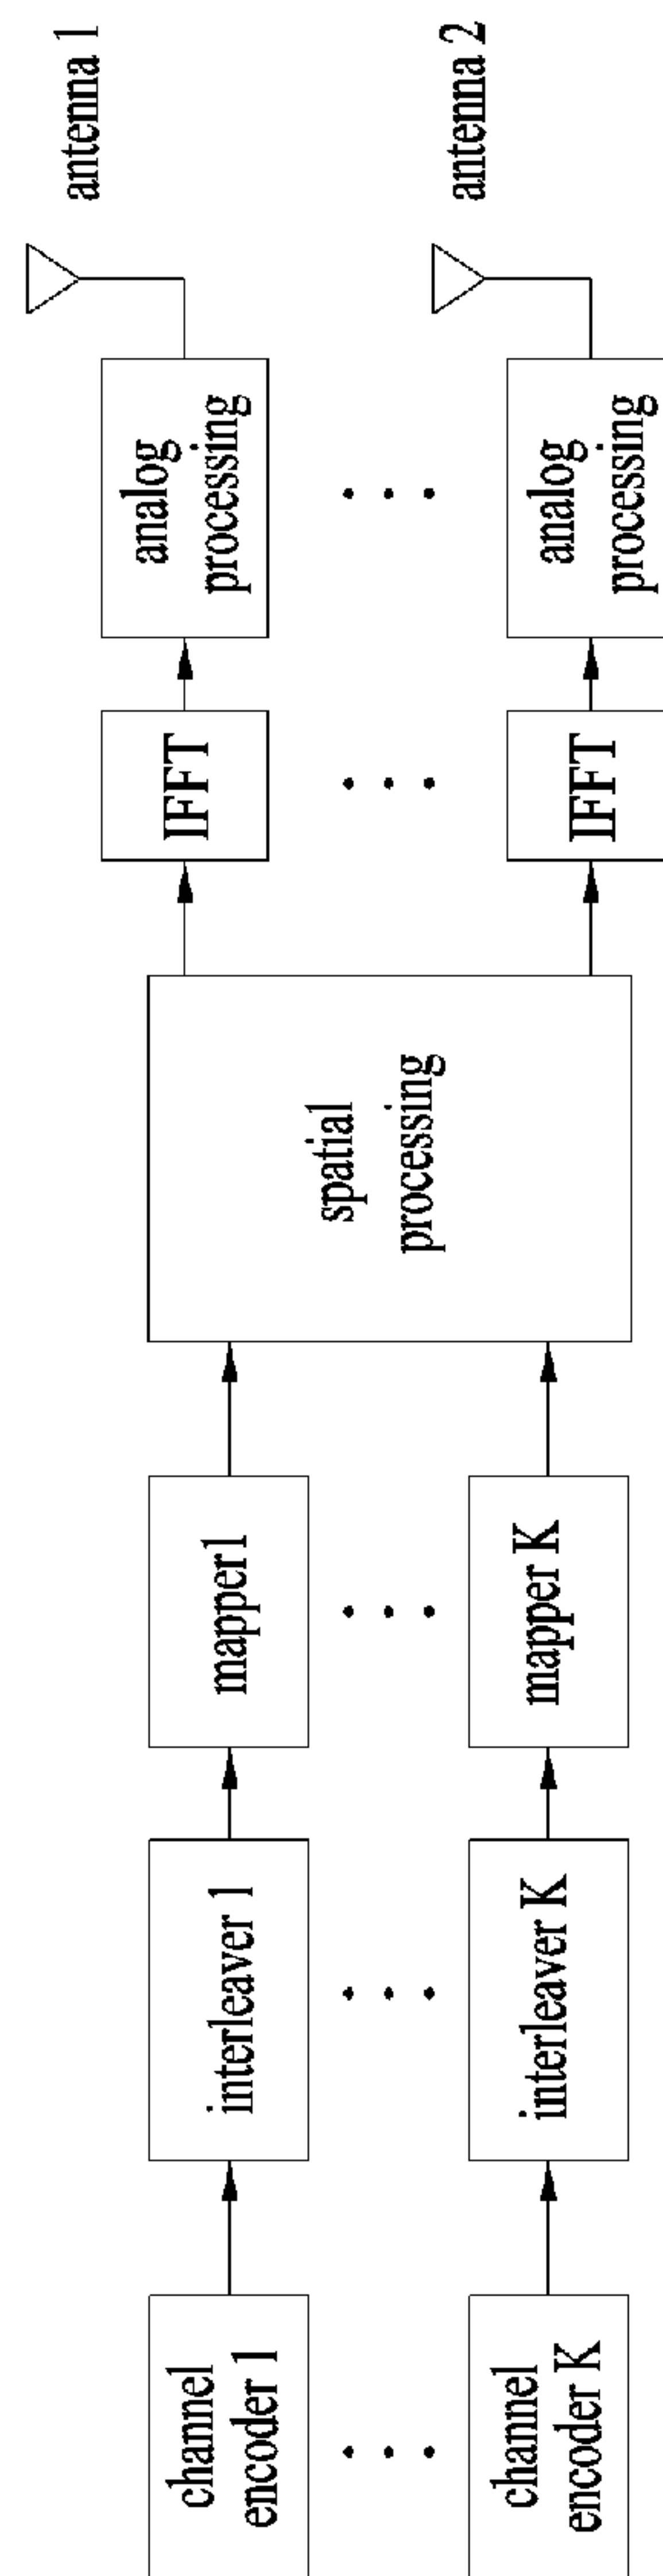 channel
encoder 1
interleaver 1
mapper1
spatial
processing
IFFT
analog
processing
antenna 1
channel
encoder K
interleaver K
mapper K
IFFT
analog
processing
antenna 2